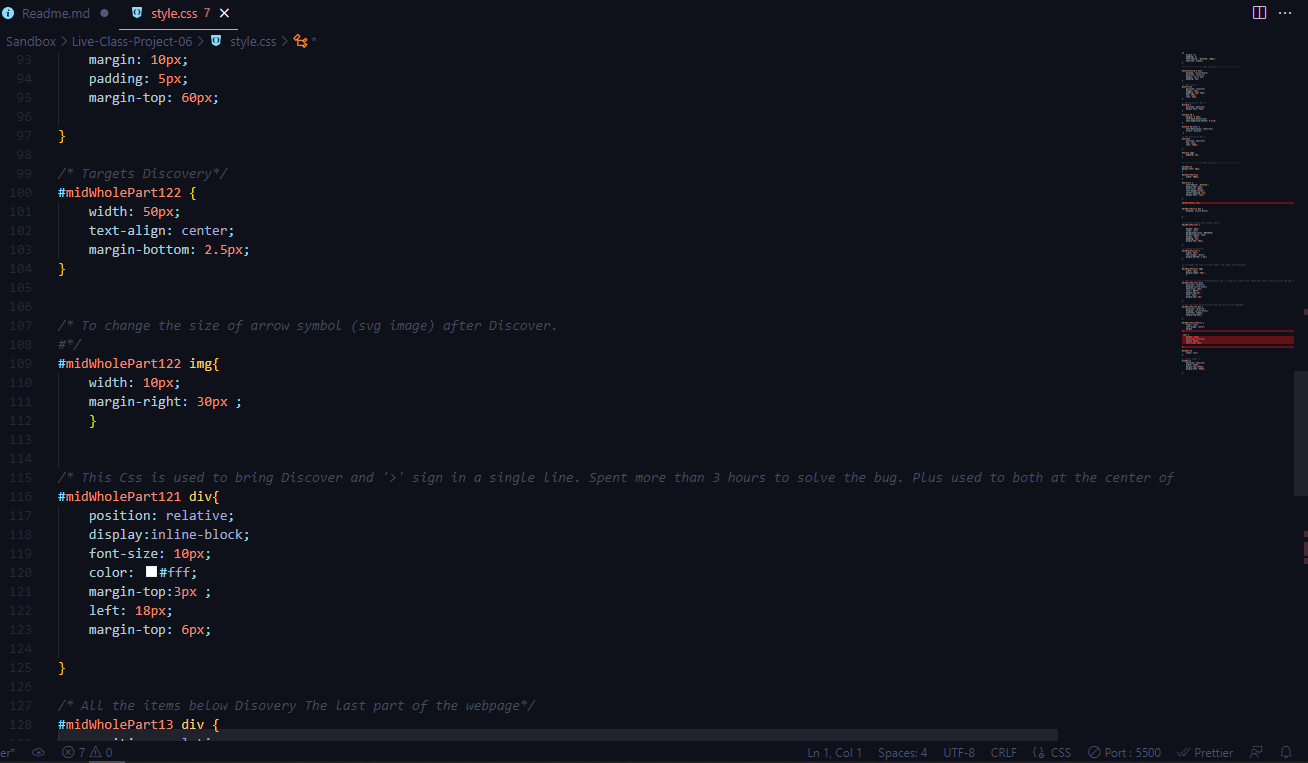 Readme.md
style.css 7
Sandbox > Live-Class-Project-06 > style.css > *
93 margin: 10px;
94 padding: 5px;
95 margin-top: 60px;
96
97 }
98
99 /* Targets Discovery*/
100 #midWholePart122 {
101 width: 50px;
102 text-align: center;
103 margin-bottom: 2.5px;
104 }
105
106
107 /* To change the size of arrow symbol (svg image) after Discover.
108 #*/
109 #midWholePart122 img{
110 width: 10px;
111 margin-right: 30px ;
112 }
113
114
115 /* This Css is used to bring Discover and '>' sign in a single line. Spent more than 3 hours to solve the bug. Plus used to both at the center of
116 #midWholePart121 div{
117 position: relative;
118 display:inline-block;
119 font-size: 10px;
120 color: #fff;
121 margin-top:3px ;
122 left: 18px;
123 margin-top: 6px;
124
125 }
126
127 /* All the items below Disovery The last part of the webpage*/
128 #midWholePart13 div {
er* 7 0 Ln 1, Col 1 Spaces: 4 UTF-8 CRLF CSS Port : 5500 Prettier